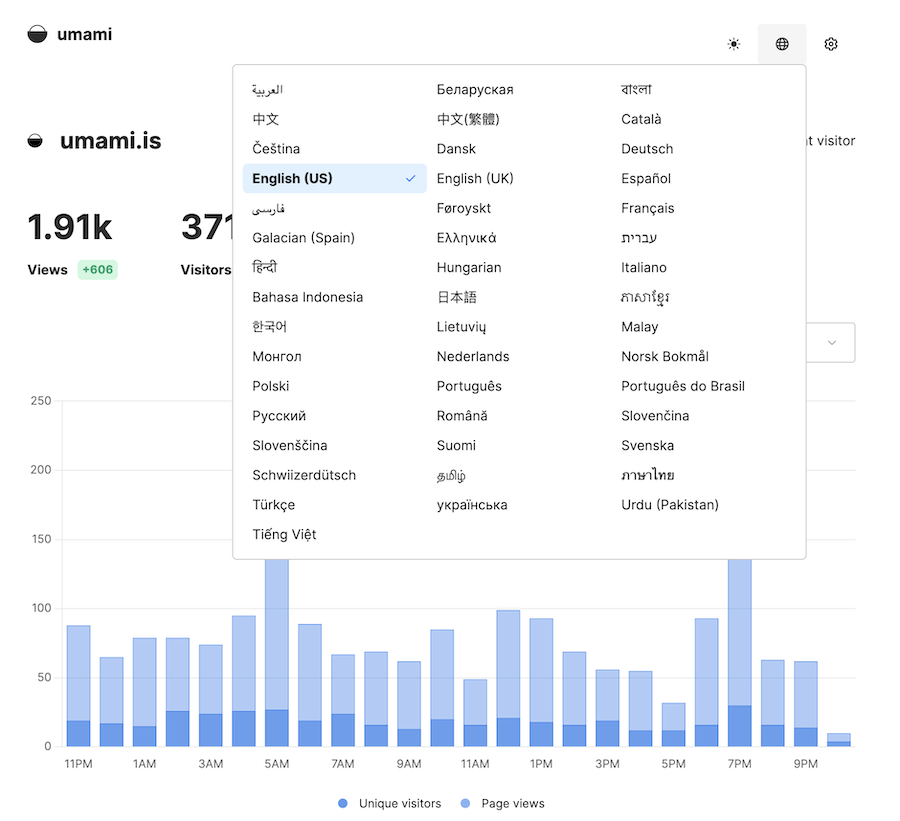 umami
umami.is
t visitor
1.91k
371
Views +606
Visitors
العربية
Беларуская
বাংলা
中文
中文(繁體)
Català
Čeština
Dansk
Deutsch
English (US)
English (UK)
Español
فارسی
Føroyskt
Français
Galacian (Spain)
Ελληνικά
עברית
हिन्दी
Hungarian
Italiano
Bahasa Indonesia
日本語
ភាសាខ្មែរ
한국어
Lietuvių
Malay
Монгол
Nederlands
Norsk Bokmål
Polski
Português
Português do Brasil
Русский
Română
Slovenčina
Slovenščina
Suomi
Svenska
Schwiizerdütsch
தமிழ்
ภาษาไทย
Türkçe
українська
Urdu (Pakistan)
Tiếng Việt
250
200
150
100
50
0
11PM 1AM 3AM 5AM 7AM 9AM 11AM 1PM 3PM 5PM 7PM 9PM
Unique visitors Page views